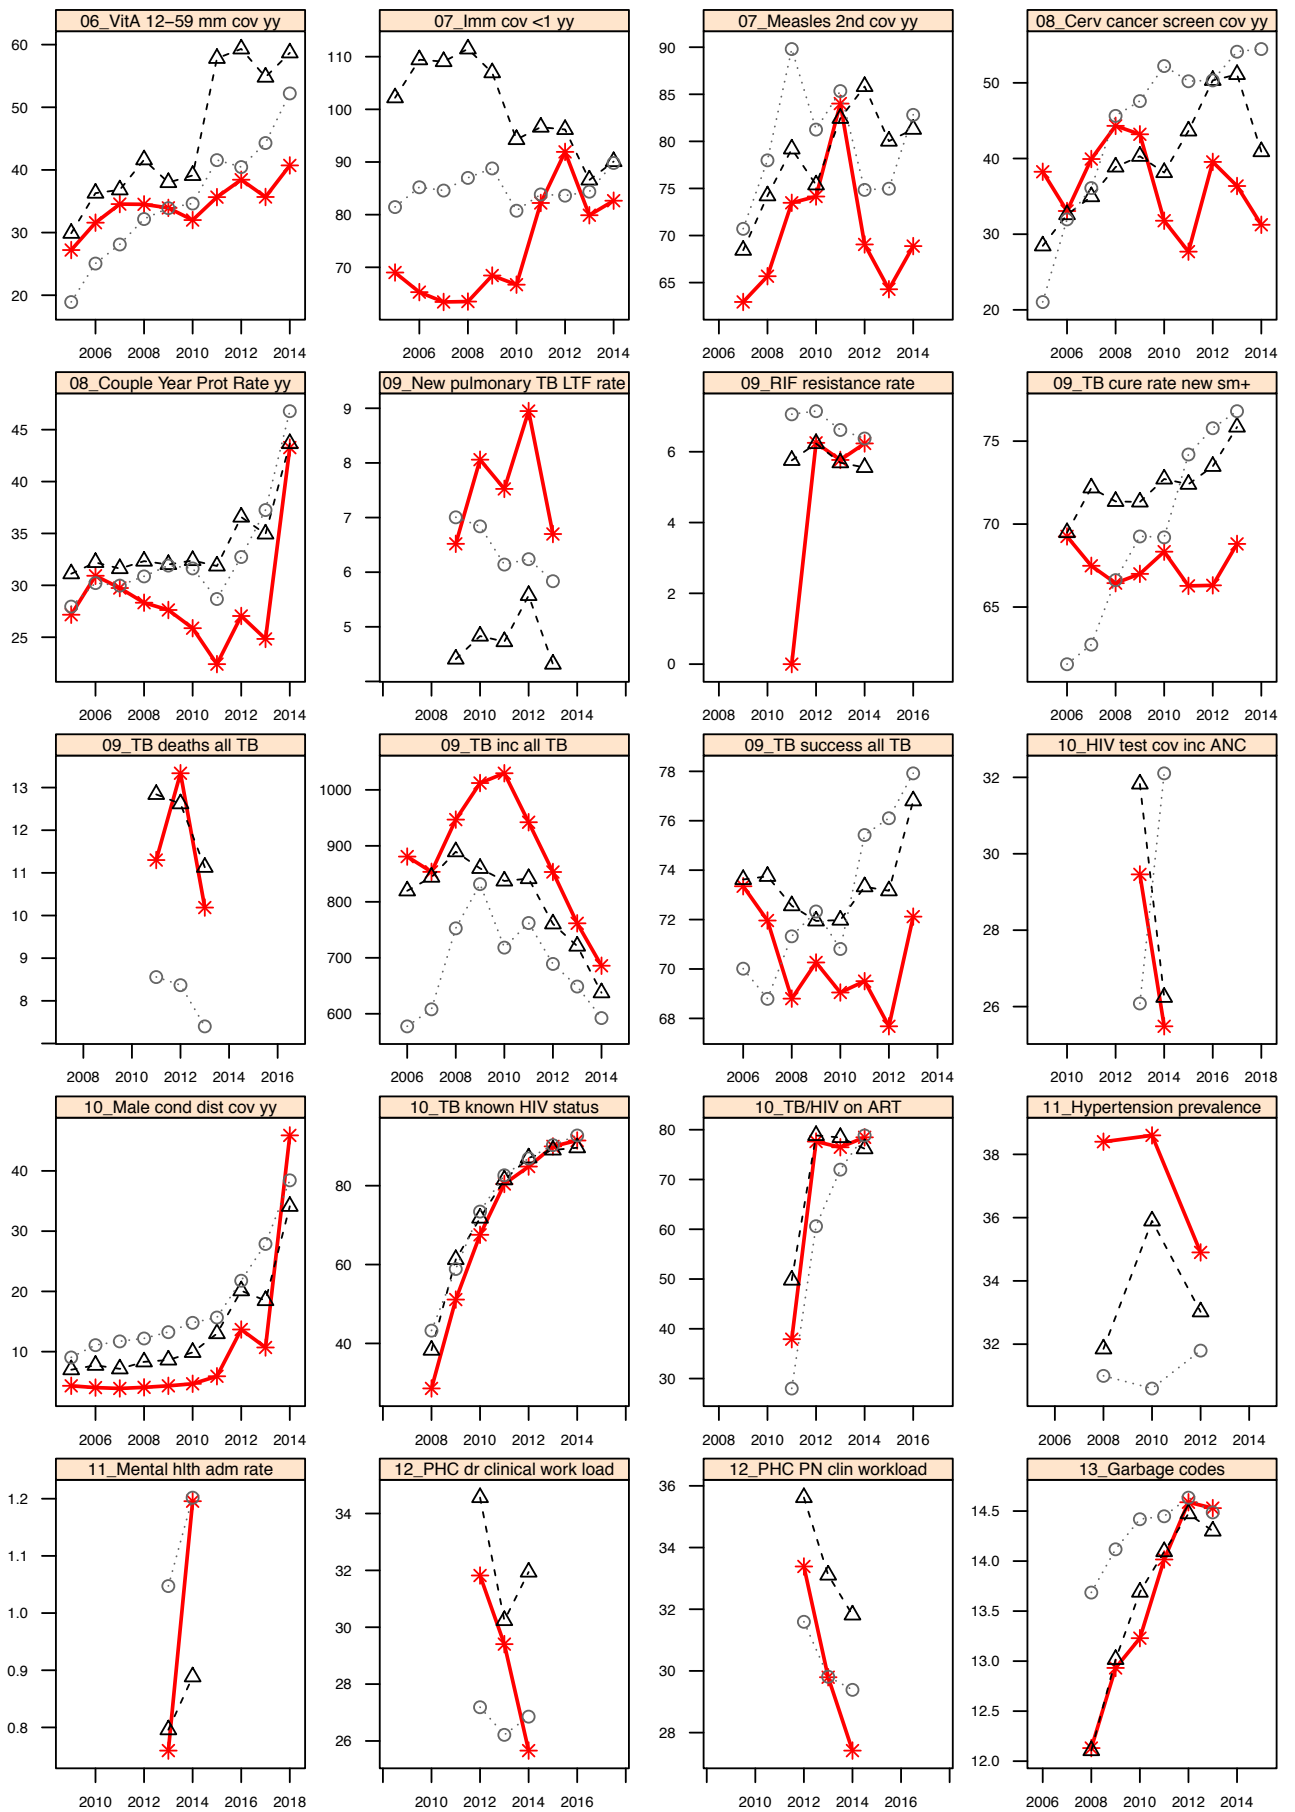 06_VitA 12−59 mm cov yy
60
50
40
30
20
2006 2008 2010 2012 2014
07_Imm cov <1 yy
110
100
90
80
70
2006 2008 2010 2012 2014
07_Measles 2nd cov yy
90
85
80
75
70
65
2006 2008 2010 2012 2014
08_Cerv cancer screen cov yy
50
40
30
20
2006 2008 2010 2012 2014
08_Couple Year Prot Rate yy
45
40
35
30
25
2006 2008 2010 2012 2014
09_New pulmonary TB LTF rate
9
8
7
6
5
2008 2010 2012 2014
09_RIF resistance rate
6
4
2
0
2008 2010 2012 2014 2016
09_TB cure rate new sm+
75
70
65
2006 2008 2010 2012 2014
09_TB deaths all TB
13
12
11
10
9
8
2008 2010 2012 2014 2016
09_TB inc all TB
1000
900
800
700
600
2006 2008 2010 2012 2014
09_TB success all TB
78
76
74
72
70
68
2006 2008 2010 2012 2014
10_HIV test cov inc ANC
32
30
28
26
2010 2012 2014 2016 2018
10_Male cond dist cov yy
40
30
20
10
2006 2008 2010 2012 2014
10_TB known HIV status
80
60
40
2008 2010 2012 2014
10_TB/HIV on ART
80
70
60
50
40
30
2008 2010 2012 2014 2016
11_Hypertension prevalence
38
36
34
32
2006 2008 2010 2012 2014
11_Mental hlth adm rate
1.2
1.1
1.0
0.9
0.8
2010 2012 2014 2016 2018
12_PHC dr clinical work load
34
32
30
28
26
2010 2012 2014 2016
12_PHC PN clin workload
36
34
32
30
28
2008 2010 2012 2014 2016
13_Garbage codes
14.5
14.0
13.5
13.0
12.5
12.0
2006 2008 2010 2012 2014